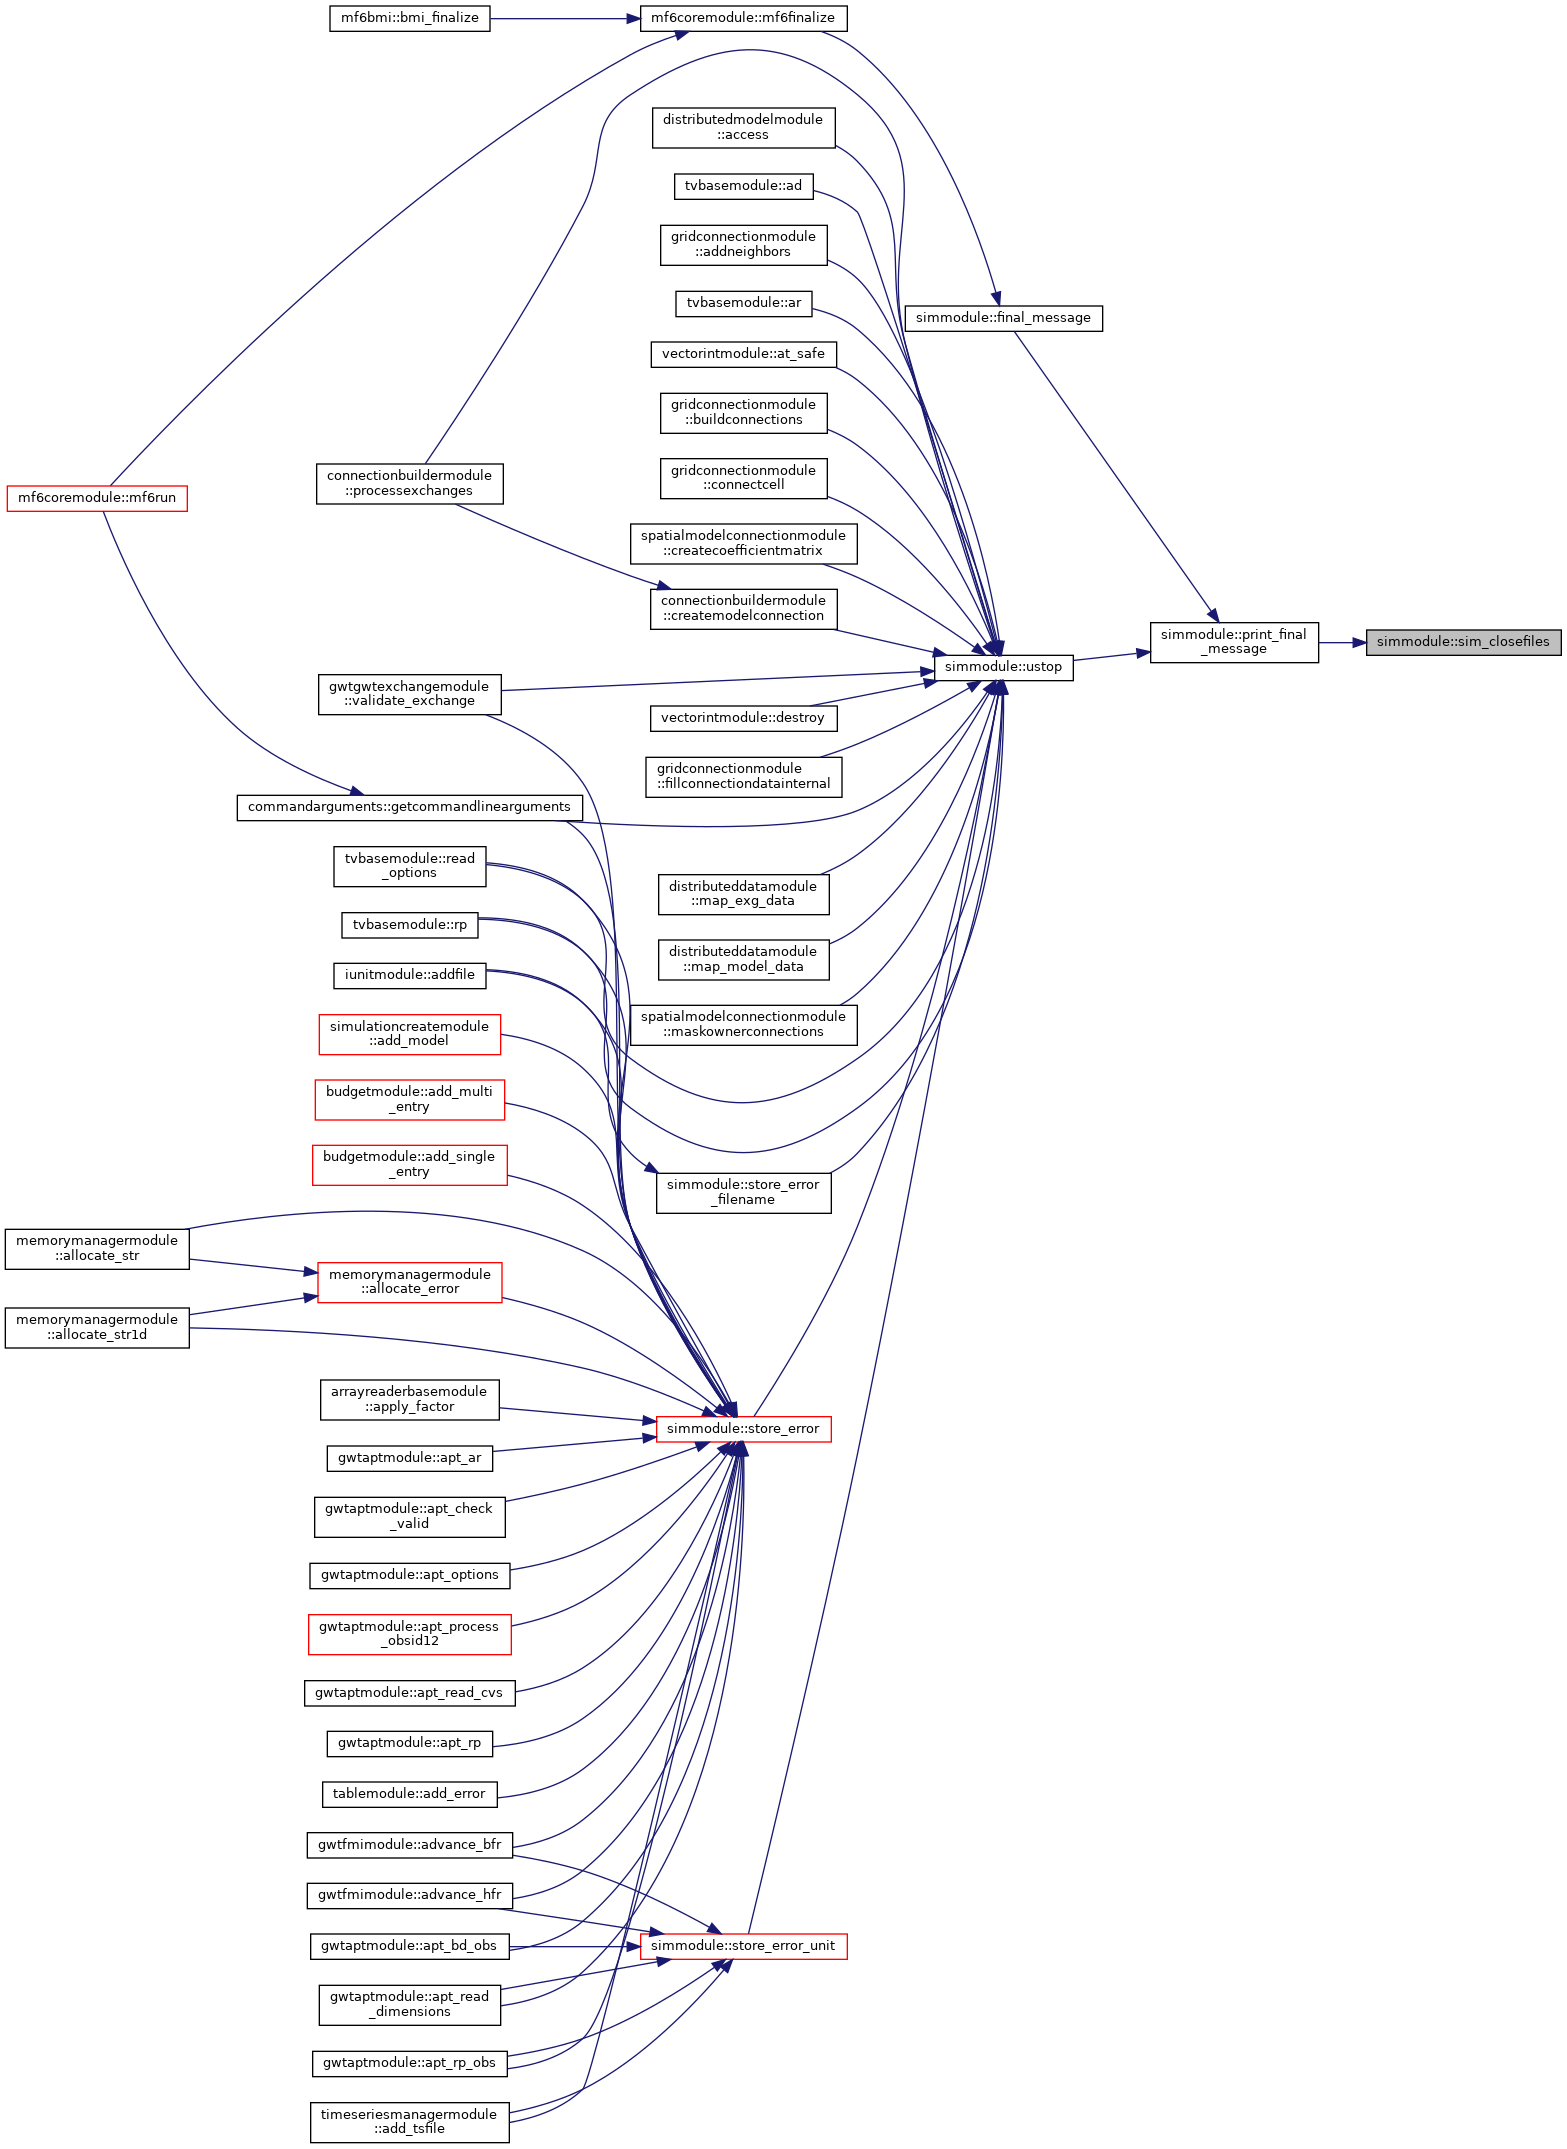 mf6bmi::bmi_finalize
mf6coremodule::mf6finalize
distributedmodelmodule
::access
tvbasemodule::ad
gridconnectionmodule
::addneighbors
tvbasemodule::ar
simmodule::final_message
vectorintmodule::at_safe
gridconnectionmodule
::buildconnections
gridconnectionmodule
::connectcell
connectionbuildermodule
::processexchanges
mf6coremodule::mf6run
spatialmodelconnectionmodule
::createcoefficientmatrix
connectionbuildermodule
::createmodelconnection
simmodule::print_final
_message
simmodule::sim_closefiles
simmodule::ustop
gwtgwtexchangemodule
::validate_exchange
vectorintmodule::destroy
gridconnectionmodule
::fillconnectiondatainternal
commandarguments::getcommandlinearguments
tvbasemodule::read
_options
distributeddatamodule
::map_exg_data
tvbasemodule::rp
distributeddatamodule
::map_model_data
iunitmodule::addfile
spatialmodelconnectionmodule
::maskownerconnections
simulationcreatemodule
::add_model
budgetmodule::add_multi
_entry
budgetmodule::add_single
_entry
simmodule::store_error
_filename
memorymanagermodule
::allocate_str
memorymanagermodule
::allocate_error
memorymanagermodule
::allocate_str1d
arrayreaderbasemodule
::apply_factor
simmodule::store_error
gwtaptmodule::apt_ar
gwtaptmodule::apt_check
_valid
gwtaptmodule::apt_options
gwtaptmodule::apt_process
_obsid12
gwtaptmodule::apt_read_cvs
gwtaptmodule::apt_rp
tablemodule::add_error
gwtfmimodule::advance_bfr
gwtfmimodule::advance_hfr
gwtaptmodule::apt_bd_obs
simmodule::store_error_unit
gwtaptmodule::apt_read
_dimensions
gwtaptmodule::apt_rp_obs
timeseriesmanagermodule
::add_tsfile